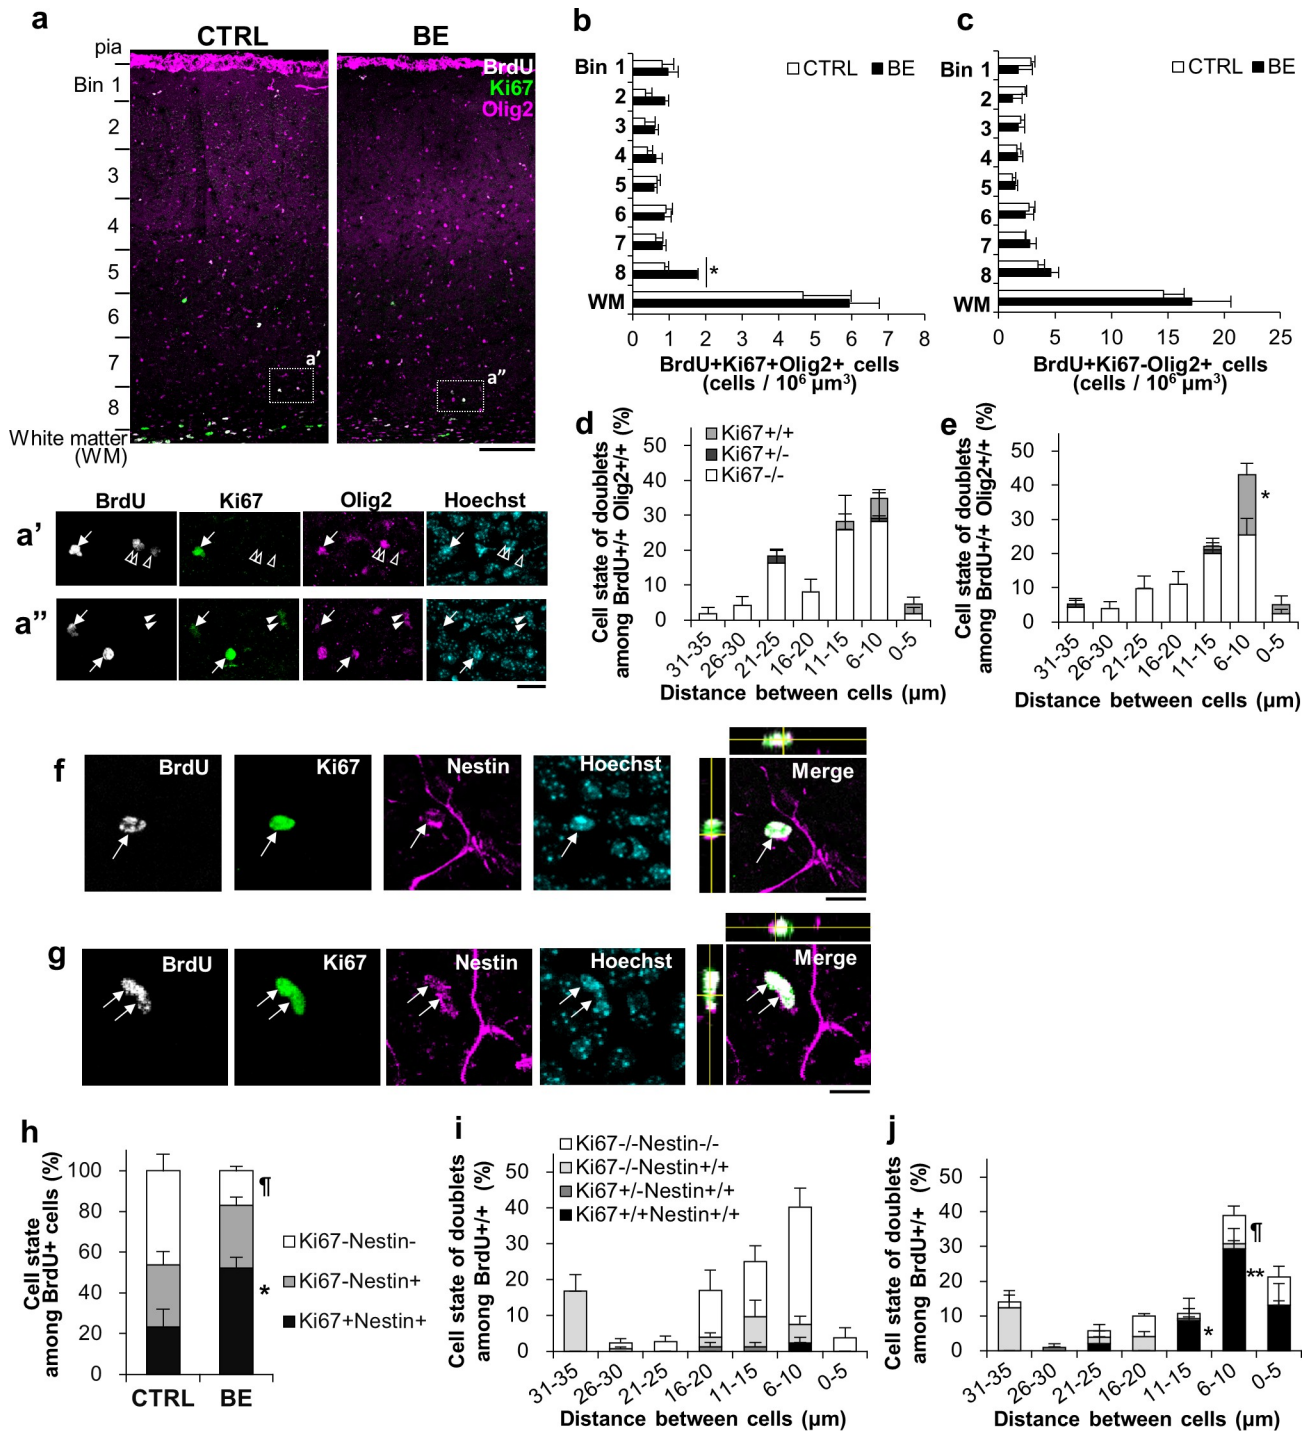 a
CTRL
BE
pia
Bin 1
2
3
4
5
6
7
8
White matter
(WM)
BrdU
Ki67
Olig2
a'
a"
BrdU
Ki67
Olig2
Hoechst
a'
a"
b
CTRL
BE
Bin 1
2
3
4
5
6
7
8
WM
*
0 1 2 3 4 5 6 7 8
BrdU+Ki67+Olig2+ cells
(cells / 10⁶ µm³)
c
CTRL
BE
Bin 1
2
3
4
5
6
7
8
WM
0 5 10 15 20 25
BrdU+Ki67-Olig2+ cells
(cells / 10⁶ µm³)
d
Cell state of doublets
among BrdU+/+ Olig2+/+ (%)
50
40
30
20
10
0
Ki67+/+
Ki67+/-
Ki67-/-
31-35 26-30 21-25 16-20 11-15 6-10 0-5
Distance between cells (µm)
e
Cell state of doublets
among BrdU+/+ Olig2+/+ (%)
50
40
30
20
10
0
*
31-35 26-30 21-25 16-20 11-15 6-10 0-5
Distance between cells (µm)
f
BrdU
Ki67
Nestin
Hoechst
Merge
g
BrdU
Ki67
Nestin
Hoechst
Merge
h
Cell state
among BrdU+ cells (%)
100
80
60
40
20
0
¶
*
CTRL
BE
Ki67-Nestin-
Ki67-Nestin+
Ki67+Nestin+
i
Cell state of doublets
among BrdU+/+ (%)
50
40
30
20
10
0
Ki67-/-Nestin-/-
Ki67-/-Nestin+/+
Ki67+/-Nestin+/+
Ki67+/+Nestin+/+
31-35 26-30 21-25 16-20 11-15 6-10 0-5
Distance between cells (µm)
j
Cell state of doublets
among BrdU+/+ (%)
50
40
30
20
10
0
¶
**
*
31-35 26-30 21-25 16-20 11-15 6-10 0-5
Distance between cells (µm)